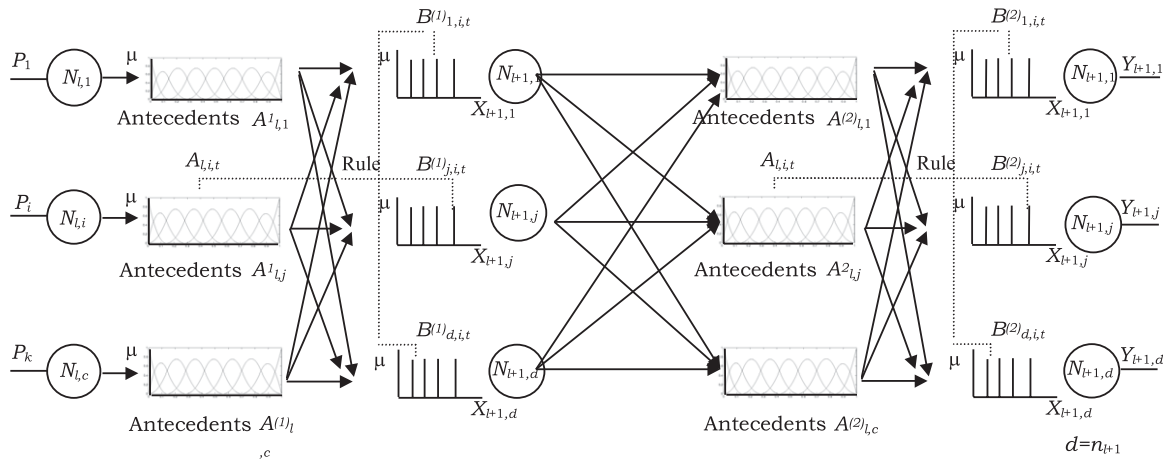 B(1)1,i,t B(2)1,i,t
P1 Nl,1 μ μ Nl+1,1 μ Nl+1,1 Yl+1,1
Xl+1,1 Xl+1,1
Antecedents A1l,1 Antecedents A(2)l,1
Al,i,t Rule B(1)j,i,t Al,i,t Rule B(2)j,i,t
Pi Nl,i μ μ Nl+1,j μ Nl+1,j Yl+1,j
Xl+1,j Xl+1,j
Antecedents A1l,j Antecedents A2l,j
B(1)d,i,t B(2)d,i,t
Pk Nl,c μ μ Nl+1,d μ Nl+1,d Yl+1,d
Xl+1,d Xl+1,d
Antecedents A(1)l Antecedents A(2)l,c
,c
d=nl+1